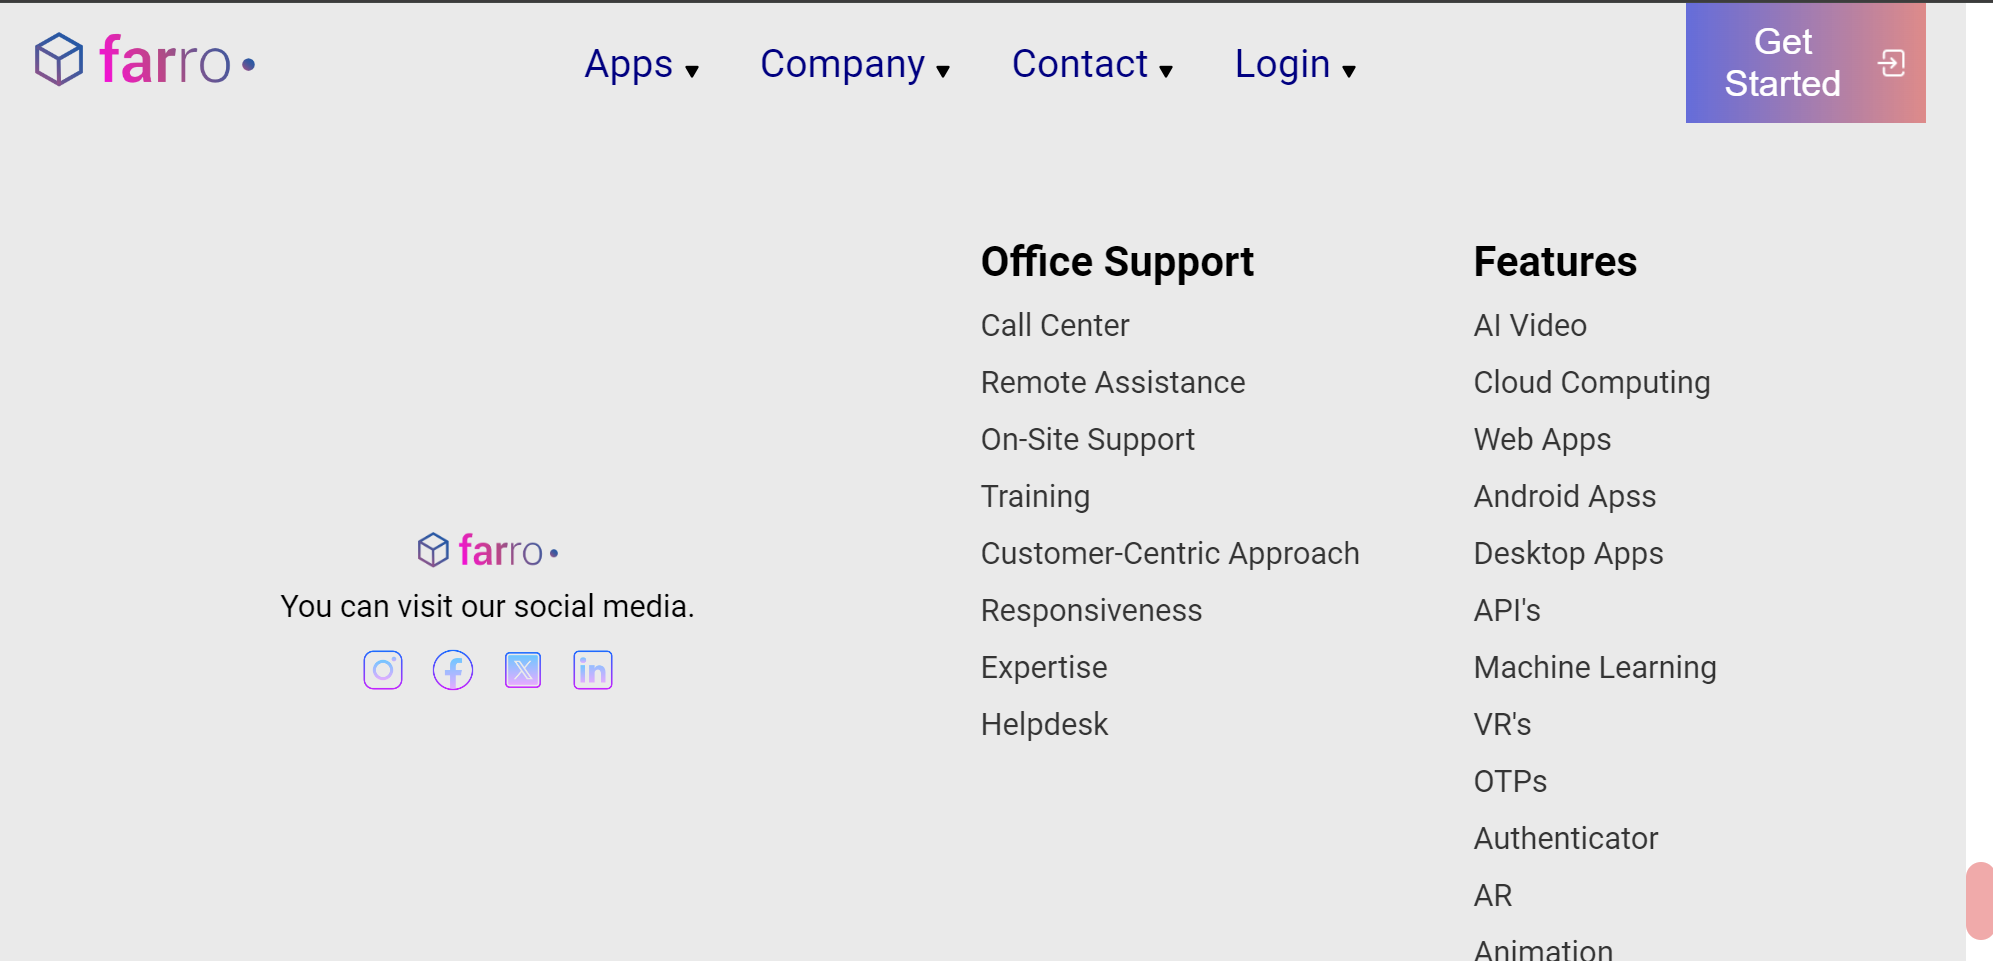 farro
Apps
Company
Contact
Login
Get
Started
farro
You can visit our social media.
Office Support
Call Center
Remote Assistance
On-Site Support
Training
Customer-Centric Approach
Responsiveness
Expertise
Helpdesk
Features
AI Video
Cloud Computing
Web Apps
Android Apss
Desktop Apps
API's
Machine Learning
VR's
OTPs
Authenticator
AR
Animation